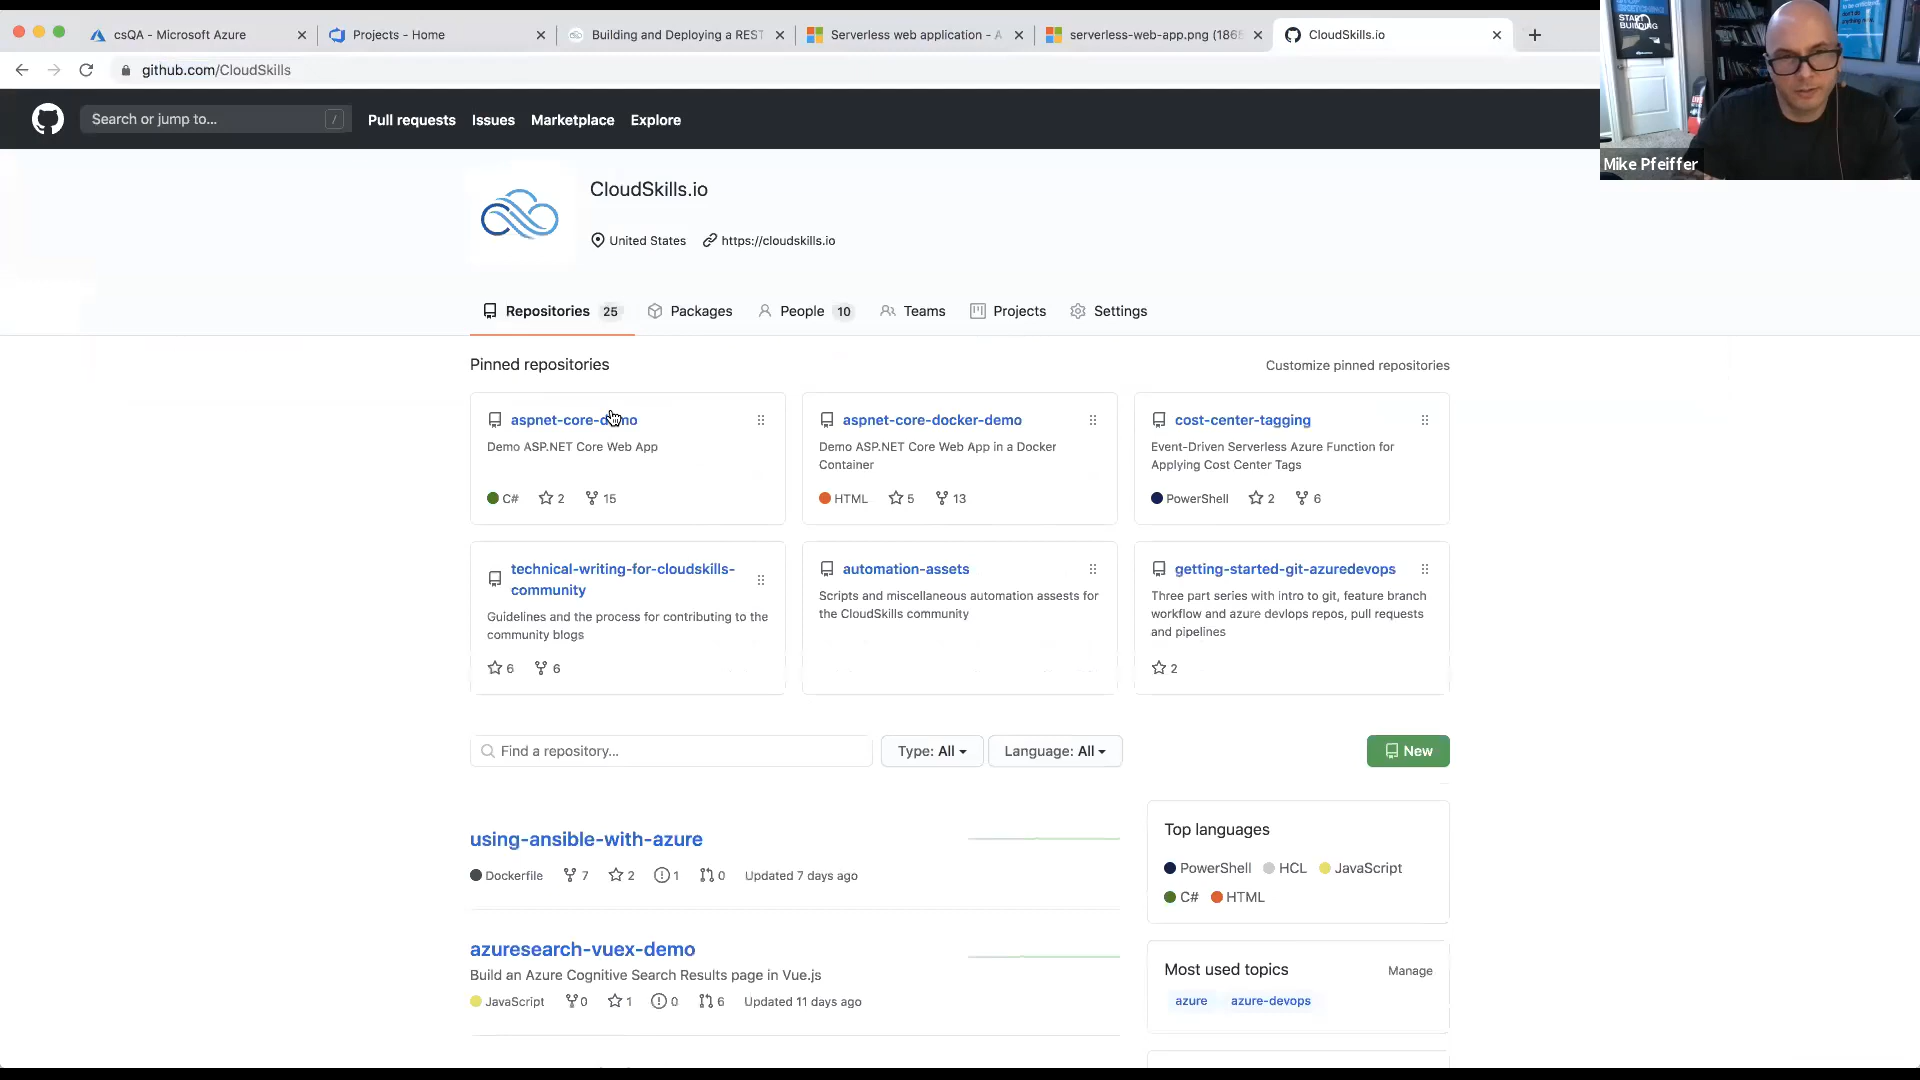 csQA - Microsoft Azure
Projects - Home
Building and Deploying a REST
Serverless web application - A
serverless-web-app.png (186
CloudSkills.io
github.com/CloudSkills
START
BUILDING
Mike Pfeiffer
Search or jump to...
/
Pull requests
Issues
Marketplace
Explore
CloudSkills.io
United States
https://cloudskills.io
Repositories 25
Packages
People 10
Teams
Projects
Settings
Pinned repositories
Customize pinned repositories
aspnet-core-demo
Demo ASP.NET Core Web App
C# 2 15
aspnet-core-docker-demo
Demo ASP.NET Core Web App in a Docker
Container
HTML 5 13
cost-center-tagging
Event-Driven Serverless Azure Function for
Applying Cost Center Tags
PowerShell 2 6
technical-writing-for-cloudskills-
community
Guidelines and the process for contributing to the
community blogs
6 6
automation-assets
Scripts and miscellaneous automation assests for
the CloudSkills community
getting-started-git-azuredevops
Three part series with intro to git, feature branch
workflow and azure devlops repos, pull requests
and pipelines
2
Find a repository...
Type: All
Language: All
New
using-ansible-with-azure
Dockerfile 7 2 1 0 Updated 7 days ago
azuresearch-vuex-demo
Build an Azure Cognitive Search Results page in Vue.js
JavaScript 0 1 0 6 Updated 11 days ago
Top languages
PowerShell HCL JavaScript
C# HTML
Most used topics
Manage
azure azure-devops